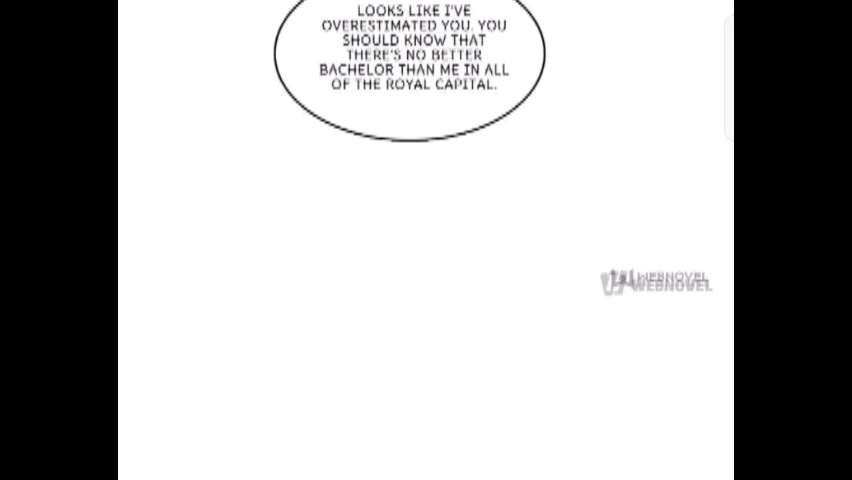 LOOKS LIKE I'VE
OVERESTIMATED YOU. YOU
SHOULD KNOW THAT
THERE'S NO BETTER
BACHELOR THAN ME IN ALL
OF THE ROYAL CAPITAL.
WEBNOVEL
WEBNOVEL